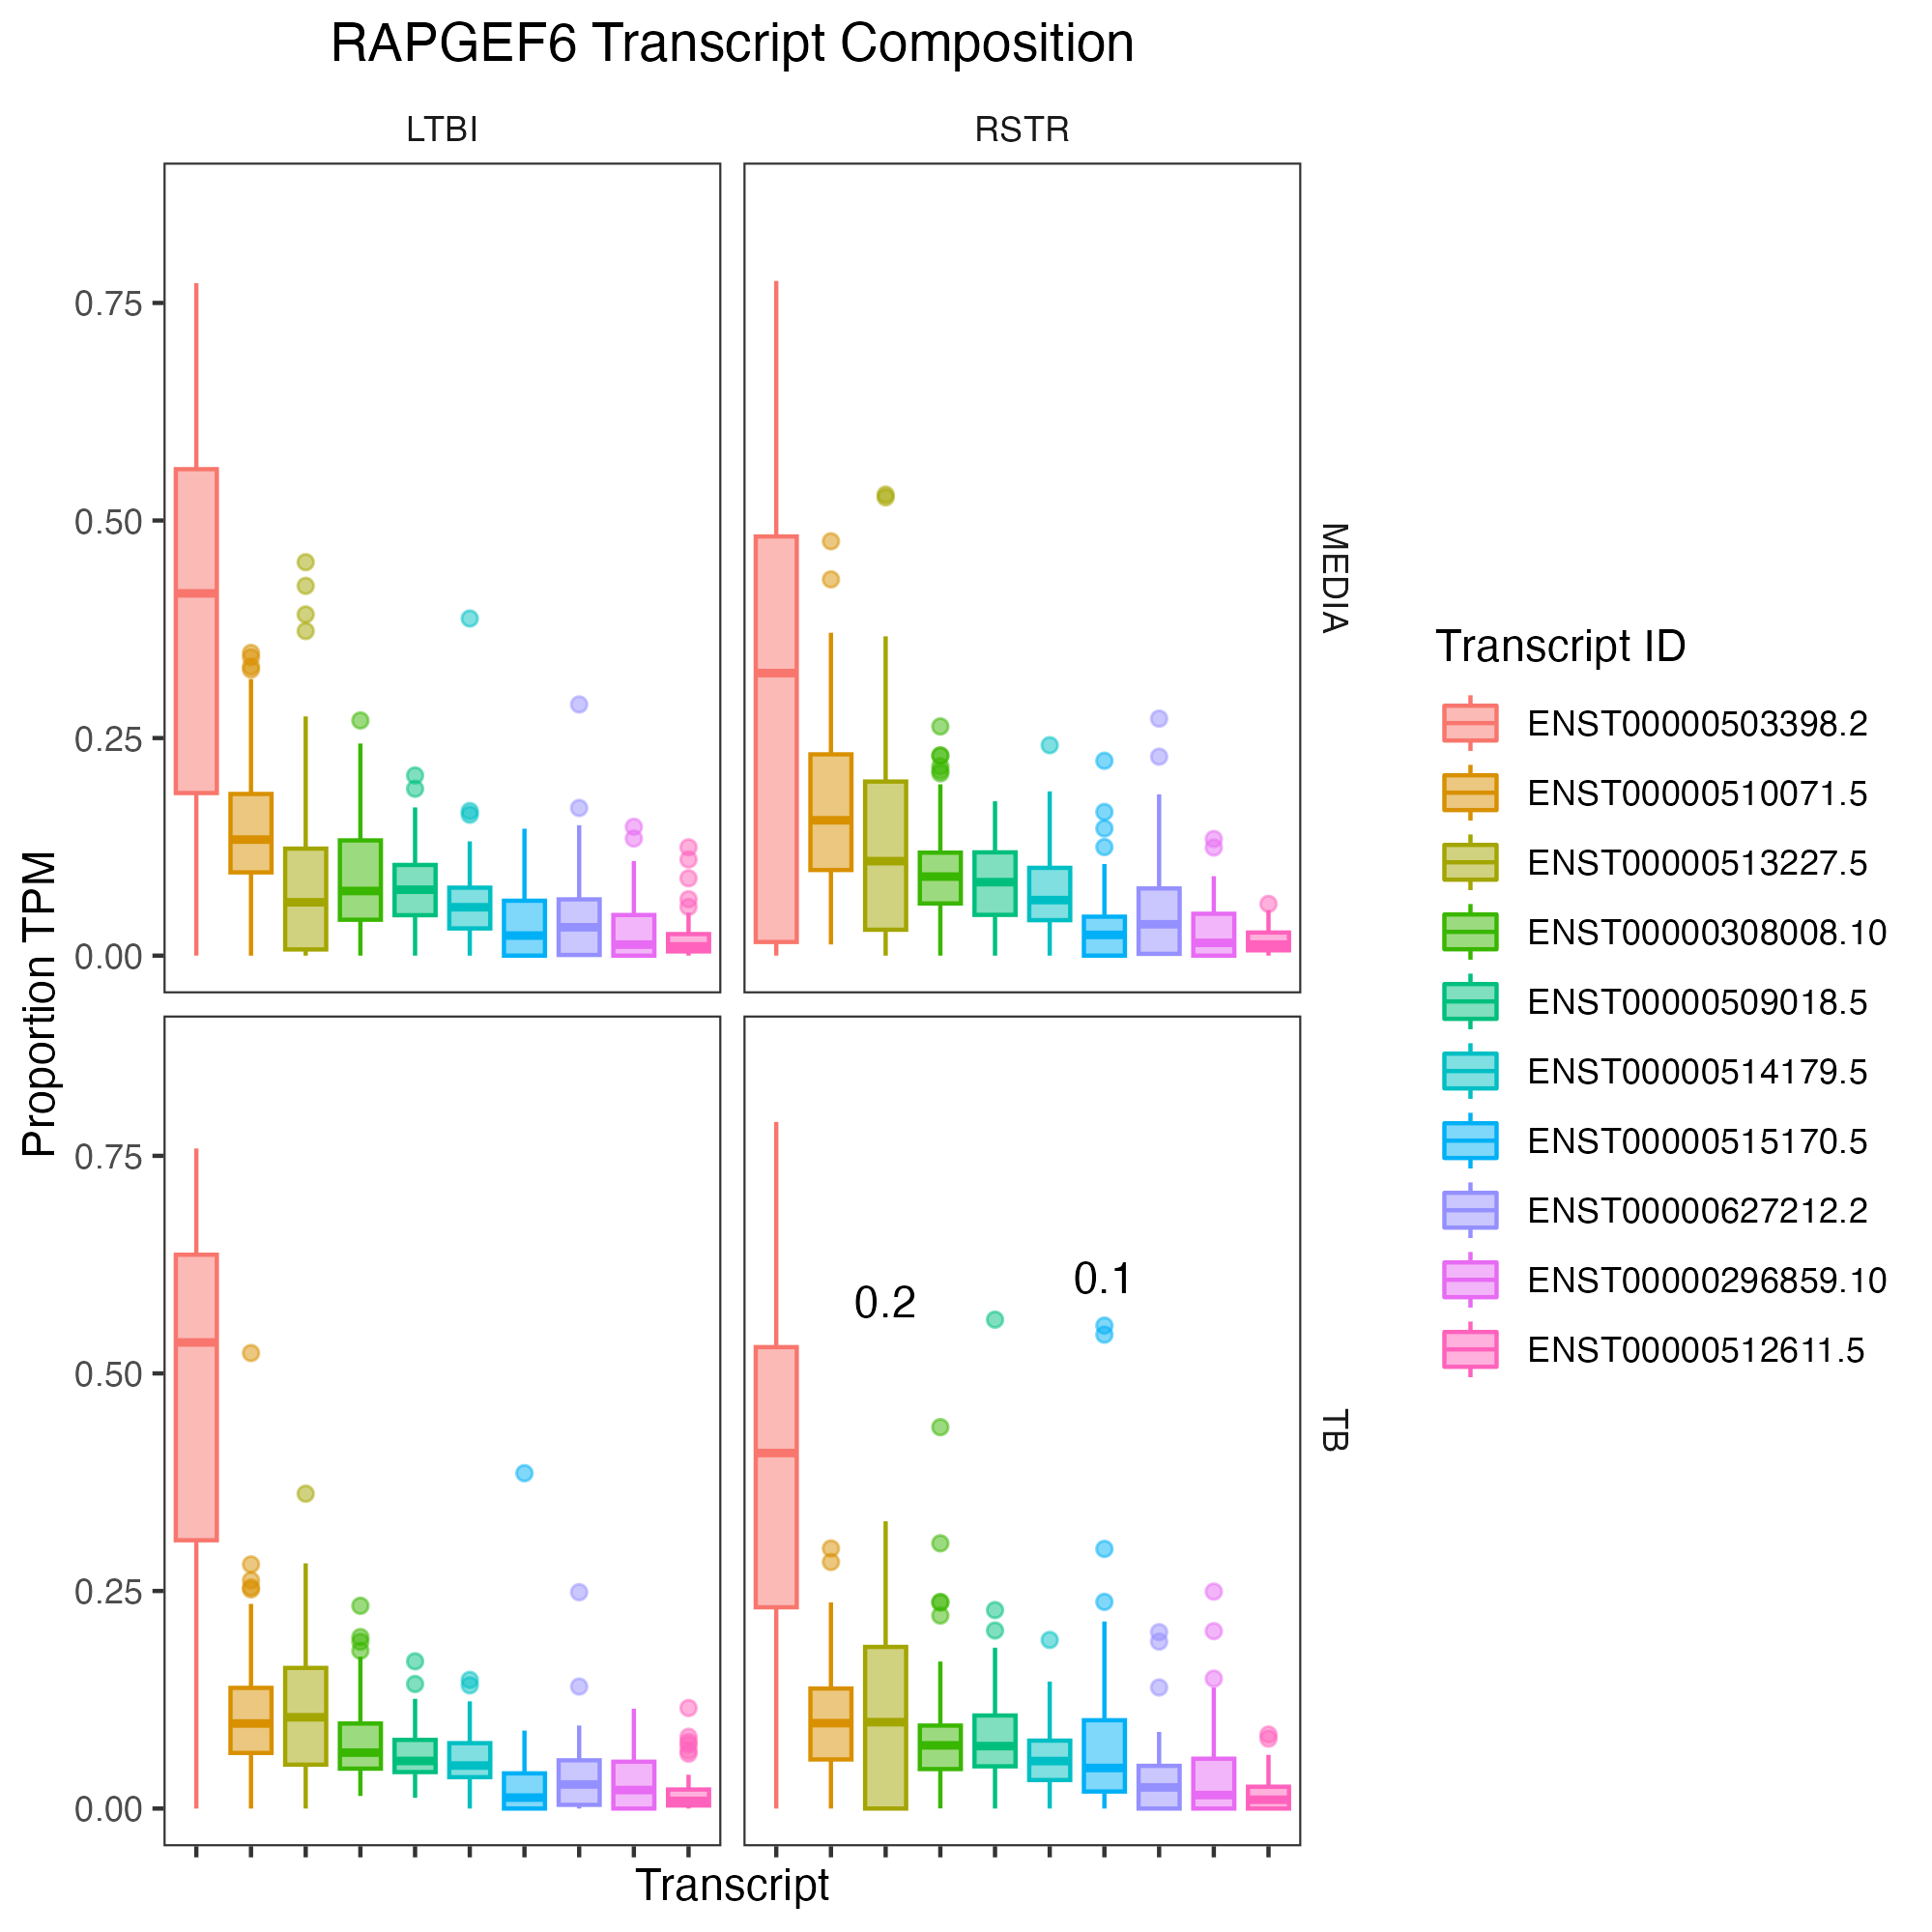 RAPGEF6 Transcript Composition
LTBI
RSTR
0.75
0.50
0.25
0.00
MEDIA
0.75
0.50
0.25
0.00
0.2
0.1
TB
Proportion TPM
Transcript
Transcript ID
ENST00000503398.2
ENST00000510071.5
ENST00000513227.5
ENST00000308008.10
ENST00000509018.5
ENST00000514179.5
ENST00000515170.5
ENST00000627212.2
ENST00000296859.10
ENST00000512611.5